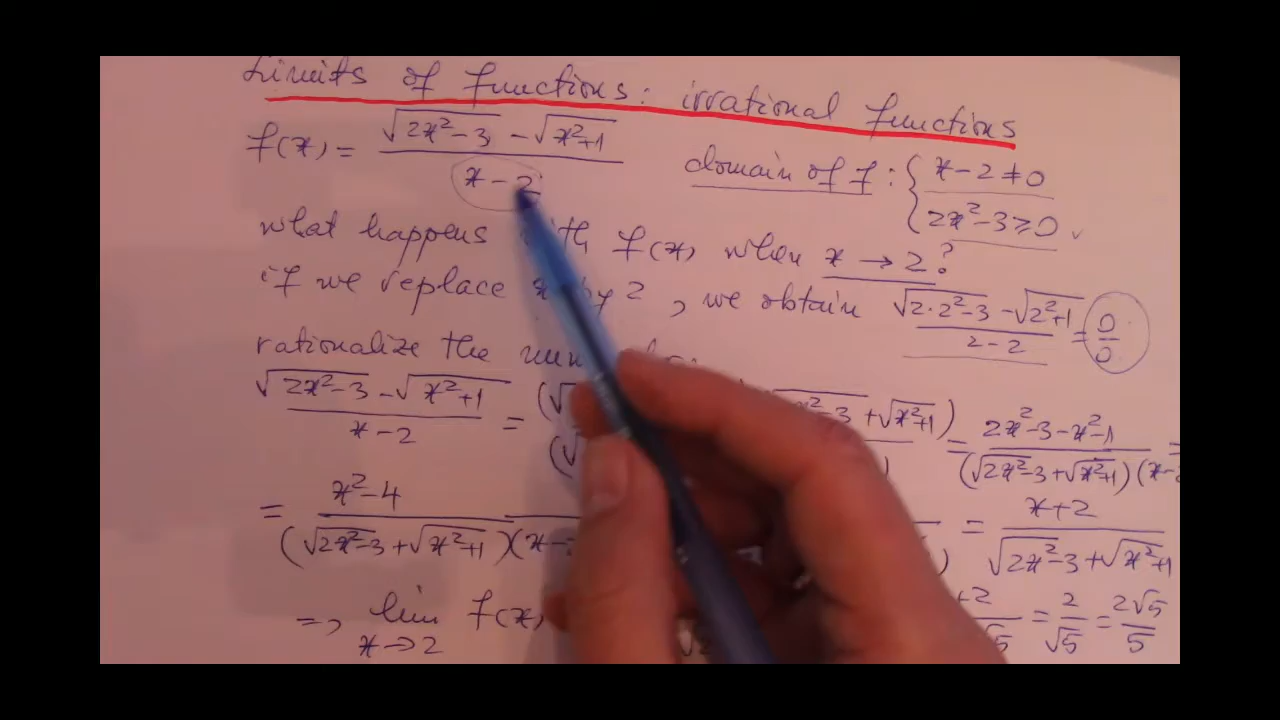 Limits of functions: irrational functions
f(x) = (√(2x²-3) - √(x²+1)) / (x-2) domain of f: { x-2≠0
2x²-3≥0
what happens with f(x) when x→2?
if we replace x by 2, we obtain (√(2·2²-3) - √(2²+1)) / (2-2) = 0/0
rationalize the
(√(2x²-3) - √(x²+1)) / (x-2) = +√(x²+1)) = (2x²-3-x²-1) / ((√(2x²-3)+√(x²+1))(x- =
= (x²-4) / ((√(2x²-3)+√(x²+1))(x- = (x+2) / (√(2x²-3)+√(x²+1))
=> lim x→2 f(x) = 2/√5 = 2√5/5